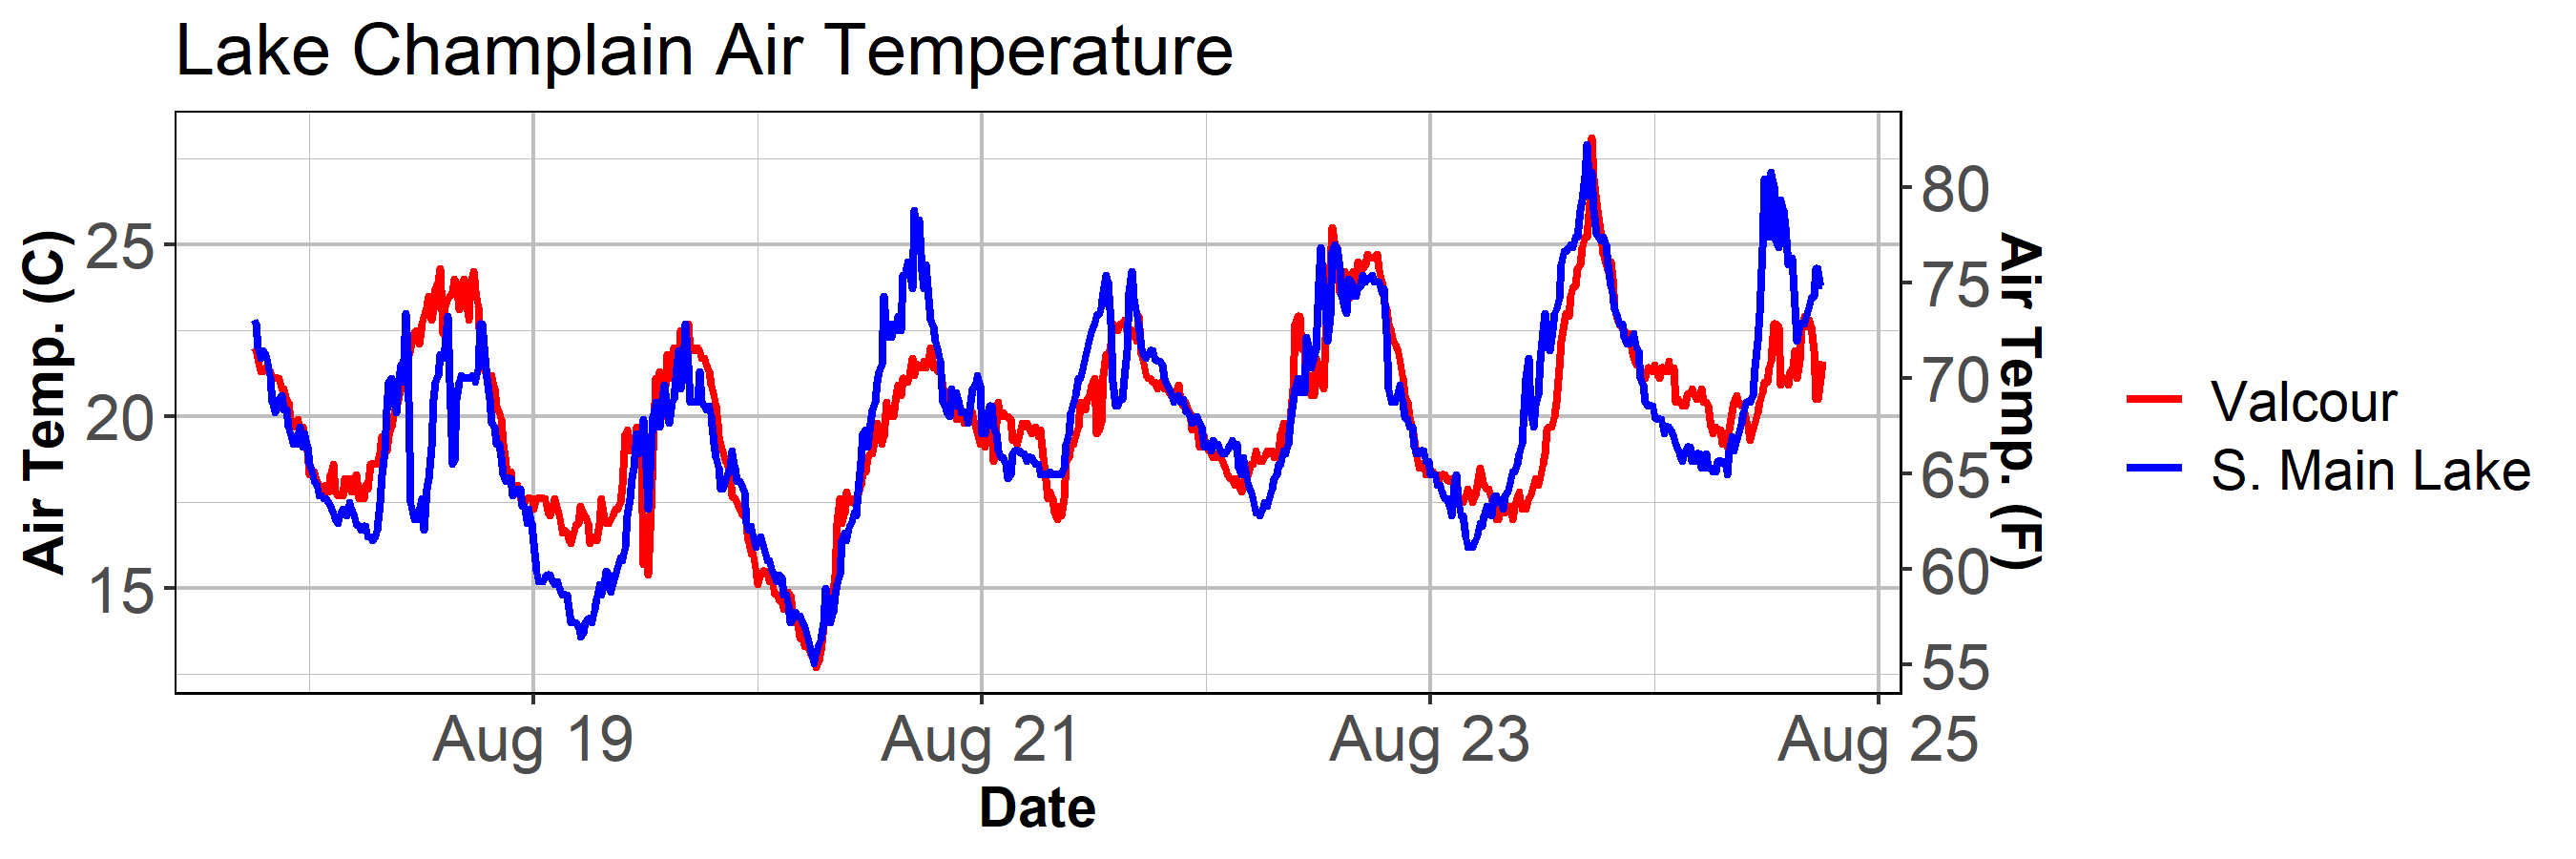 Lake Champlain Air Temperature
Air Temp. (C)
25
20
15
80
75
70
65
60
55
Air Temp. (F)
Aug 19
Aug 21
Aug 23
Aug 25
Date
Valcour
S. Main Lake